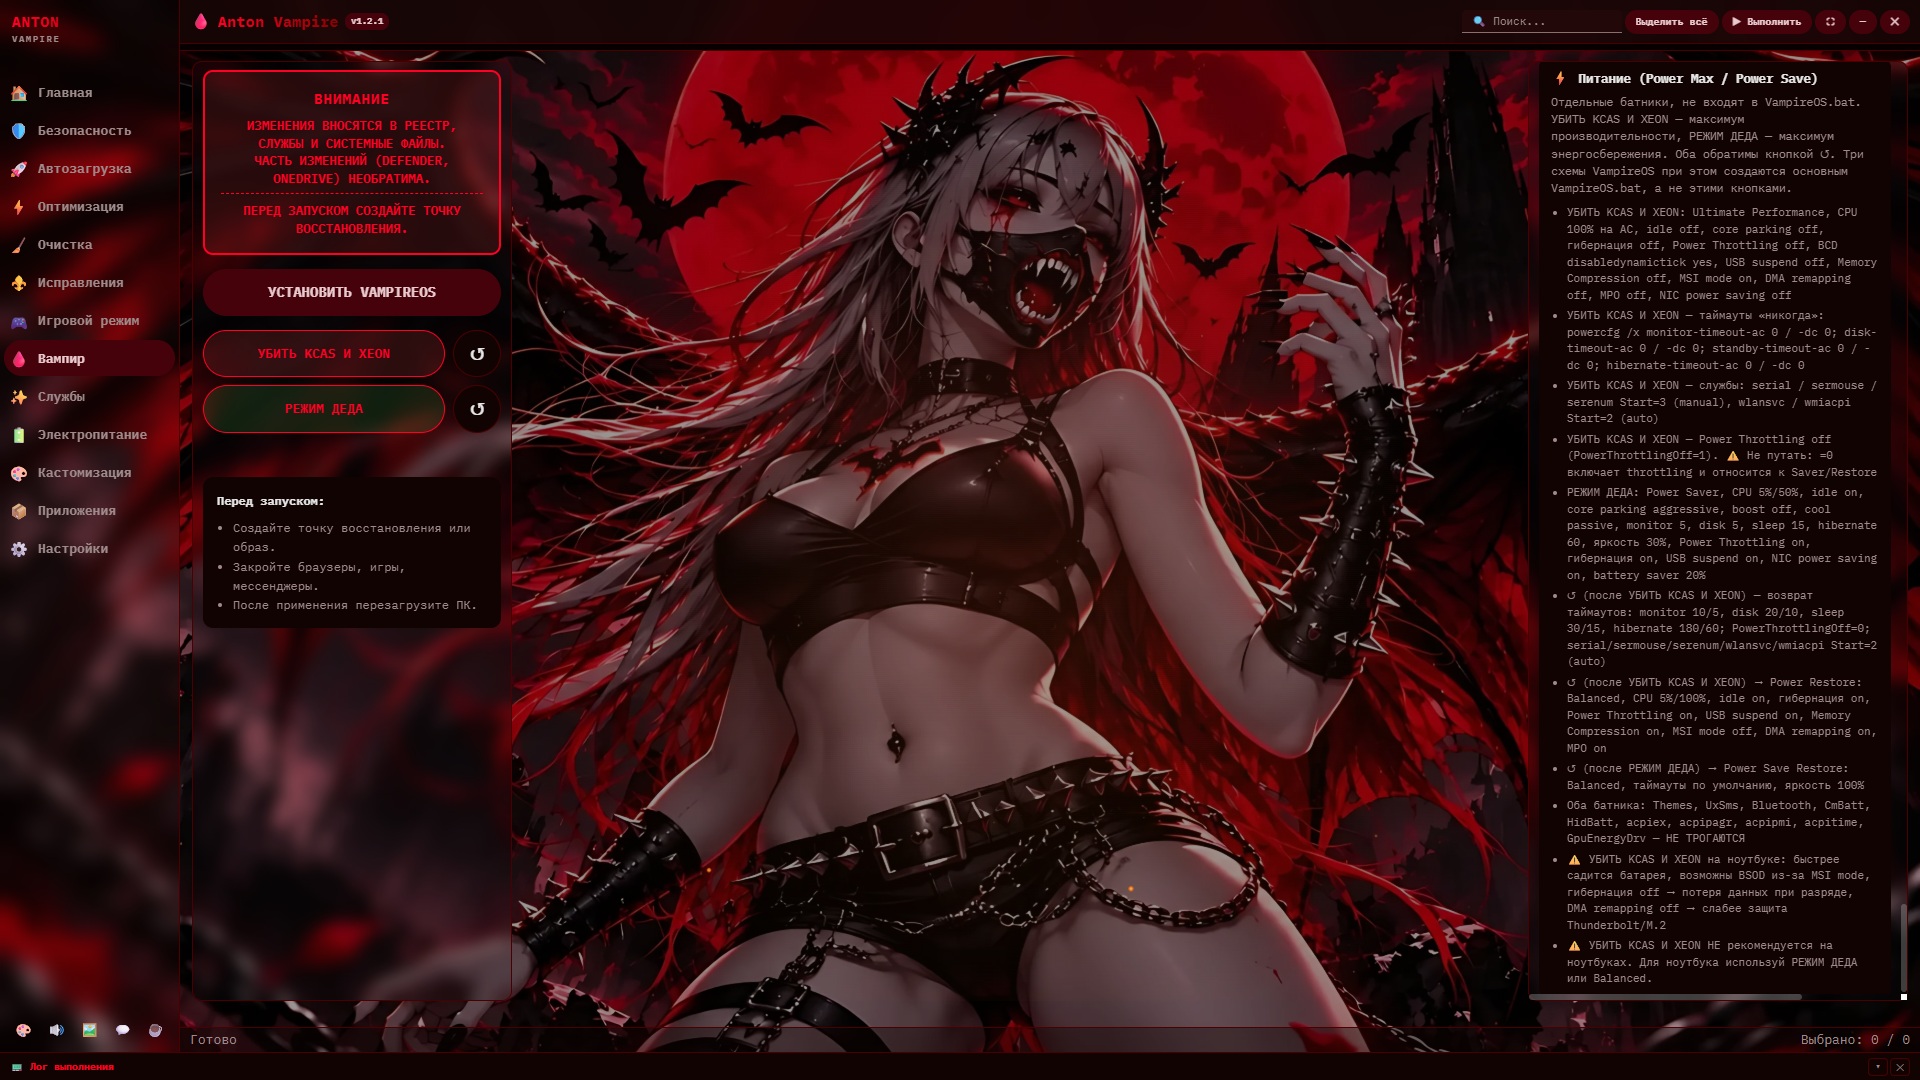 ANTON
VAMPIRE
Главная
Безопасность
Автозагрузка
Оптимизация
Очистка
Исправления
Игровой режим
Вампир
Службы
Электропитание
Кастомизация
Приложения
Настройки
Anton Vampire v1.2.1
Поиск...
Выделить всё
▶ Выполнить
ВНИМАНИЕ
ИЗМЕНЕНИЯ ВНОСЯТСЯ В РЕЕСТР,
СЛУЖБЫ И СИСТЕМНЫЕ ФАЙЛЫ.
ЧАСТЬ ИЗМЕНЕНИЙ (DEFENDER,
ONEDRIVE) НЕОБРАТИМА.
ПЕРЕД ЗАПУСКОМ СОЗДАЙТЕ ТОЧКУ
ВОССТАНОВЛЕНИЯ.
УСТАНОВИТЬ VAMPIREOS
УБИТЬ KCAS И XEON
↺
РЕЖИМ ДЕДА
↺
Перед запуском:
• Создайте точку восстановления или
образ.
• Закройте браузеры, игры,
мессенджеры.
• После применения перезагрузите ПК.
Питание (Power Max / Power Save)
Отдельные батники, не входят в VampireOS.bat.
УБИТЬ KCAS И XEON — максимум
производительности, РЕЖИМ ДЕДА — максимум
энергосбережения. Оба обратимы кнопкой ↺. Три
схемы VampireOS при этом создаются основным
VampireOS.bat, а не этими кнопками.
• УБИТЬ KCAS И XEON: Ultimate Performance, CPU
100% на AC, idle off, core parking off,
гибернация off, Power Throttling off, BCD
disabledynamictick yes, USB suspend off, Memory
Compression off, MSI mode on, DMA remapping
off, MPO off, NIC power saving off
• УБИТЬ KCAS И XEON — таймауты «никогда»:
powercfg /x monitor-timeout-ac 0 / -dc 0; disk-
timeout-ac 0 / -dc 0; standby-timeout-ac 0 / -
dc 0; hibernate-timeout-ac 0 / -dc 0
• УБИТЬ KCAS И XEON — службы: serial / sermouse /
serenum Start=3 (manual), wlansvc / wmiacpi
Start=2 (auto)
• УБИТЬ KCAS И XEON — Power Throttling off
(PowerThrottlingOff=1). ⚠ Не путать: =0
включает throttling и относится к Saver/Restore
• РЕЖИМ ДЕДА: Power Saver, CPU 5%/50%, idle on,
core parking aggressive, boost off, cool
passive, monitor 5, disk 5, sleep 15, hibernate
60, яркость 30%, Power Throttling on,
гибернация on, USB suspend on, NIC power saving
on, battery saver 20%
• ↺ (после УБИТЬ KCAS И XEON) — возврат
таймаутов: monitor 10/5, disk 20/10, sleep
30/15, hibernate 180/60; PowerThrottlingOff=0;
serial/sermouse/serenum/wlansvc/wmiacpi Start=2
(auto)
• ↺ (после УБИТЬ KCAS И XEON) → Power Restore:
Balanced, CPU 5%/100%, idle on, гибернация on,
Power Throttling on, USB suspend on, Memory
Compression on, MSI mode off, DMA remapping on,
MPO on
• ↺ (после РЕЖИМ ДЕДА) → Power Save Restore:
Balanced, таймауты по умолчанию, яркость 100%
• Оба батника: Themes, UxSms, Bluetooth, CmBatt,
HidBatt, acpiex, acpipagr, acpipmi, acpitime,
GpuEnergyDrv — НЕ ТРОГАЮТСЯ
• ⚠ УБИТЬ KCAS И XEON на ноутбуке: быстрее
садится батарея, возможны BSOD из-за MSI mode,
гибернация off → потеря данных при разряде,
DMA remapping off → слабее защита
Thunderbolt/M.2
• ⚠ УБИТЬ KCAS И XEON НЕ рекомендуется на
ноутбуках. Для ноутбука используй РЕЖИМ ДЕДА
или Balanced.
Готово
Выбрано: 0 / 0
Лог выполнения